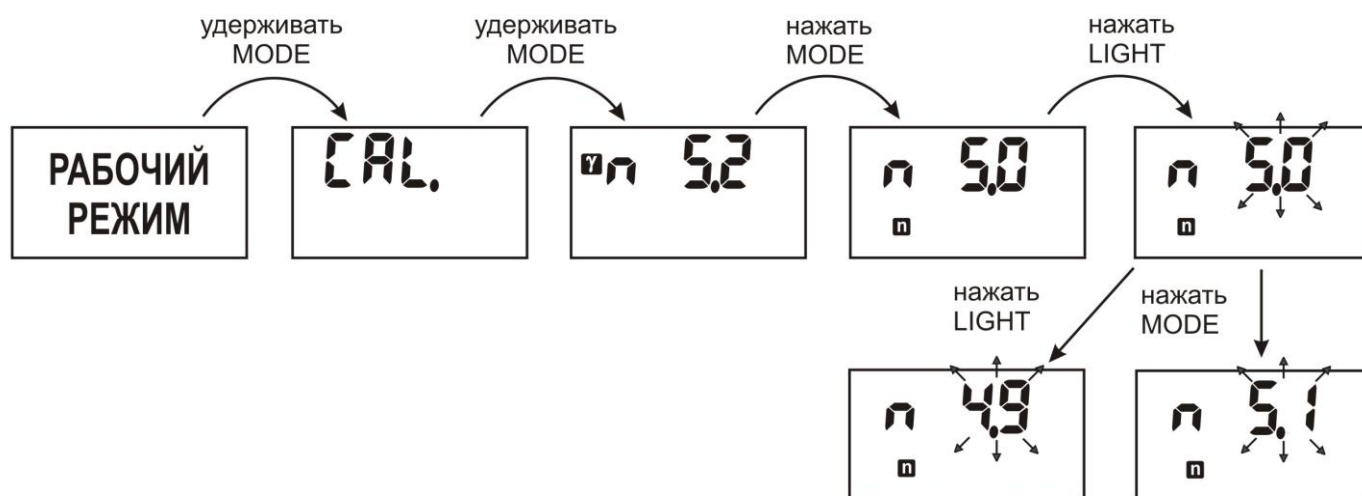 удерживать
MODE
удерживать
MODE
нажать
MODE
нажать
LIGHT
РАБОЧИЙ
РЕЖИМ
CAL.
γ n 5.2
n 5.0
n
n 5.0
n
нажать
LIGHT
нажать
MODE
n 4.9
n
n 5.1
n